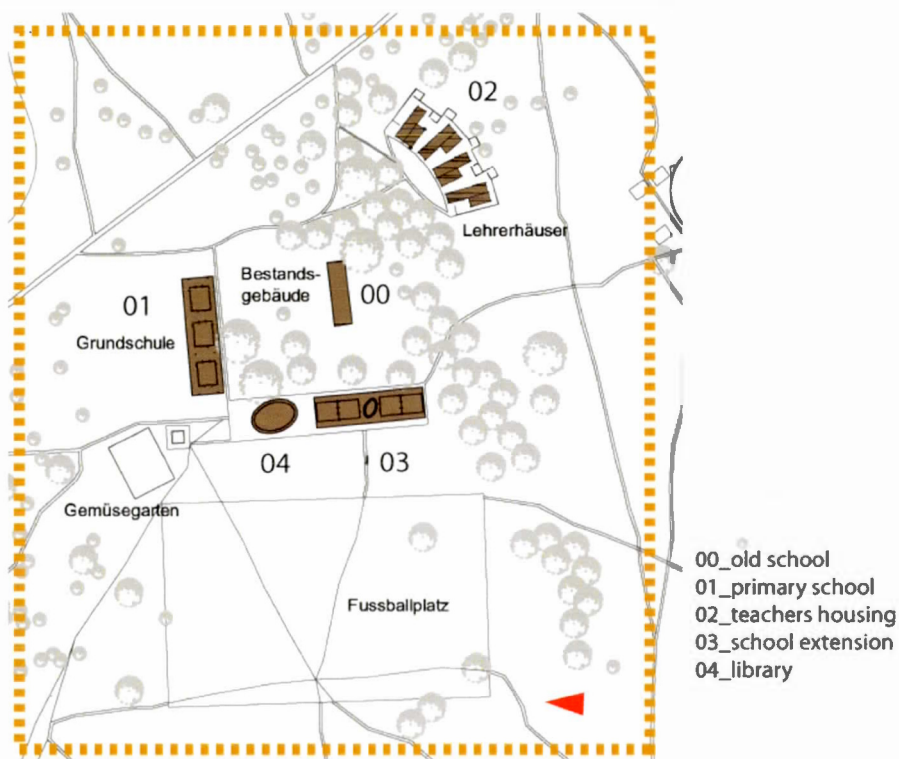 02
Lehrerhäuser
Bestands-
gebäude
00
01
Grundschule
04
03
Gemüsegarten
Fussballplatz
00_old school
01_primary school
02_teachers housing
03_school extension
04_library